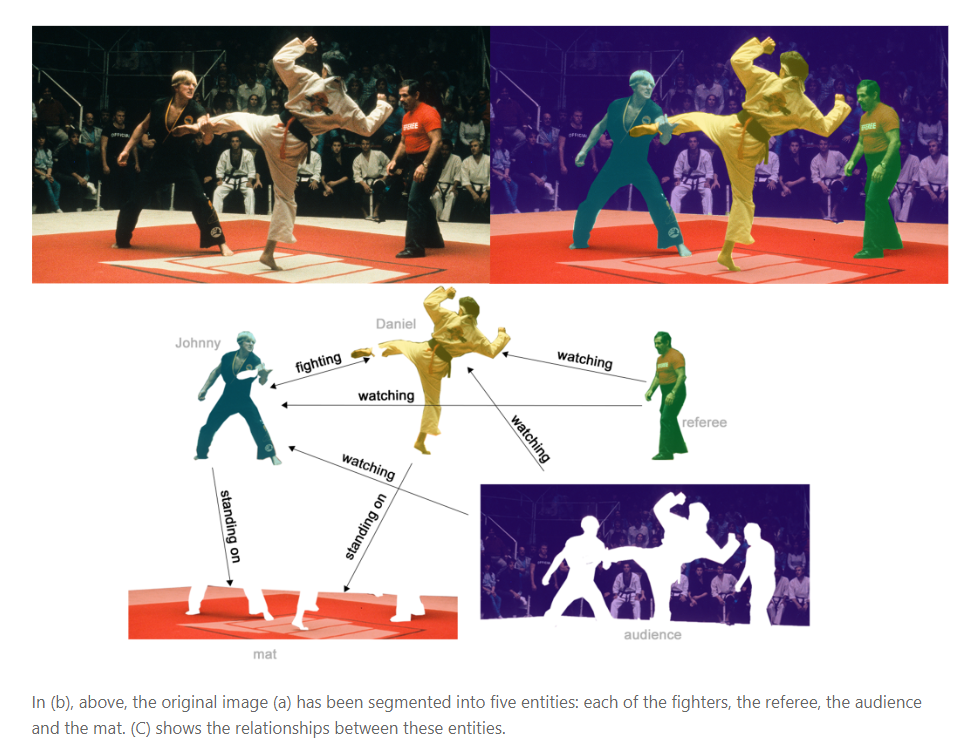 OFFICIAL
REFEREE
Daniel
Johnny
fighting
watching
watching
referee
watching
watching
standing on
standing on
audience
mat
In (b), above, the original image (a) has been segmented into five entities: each of the fighters, the referee, the audience
and the mat. (C) shows the relationships between these entities.